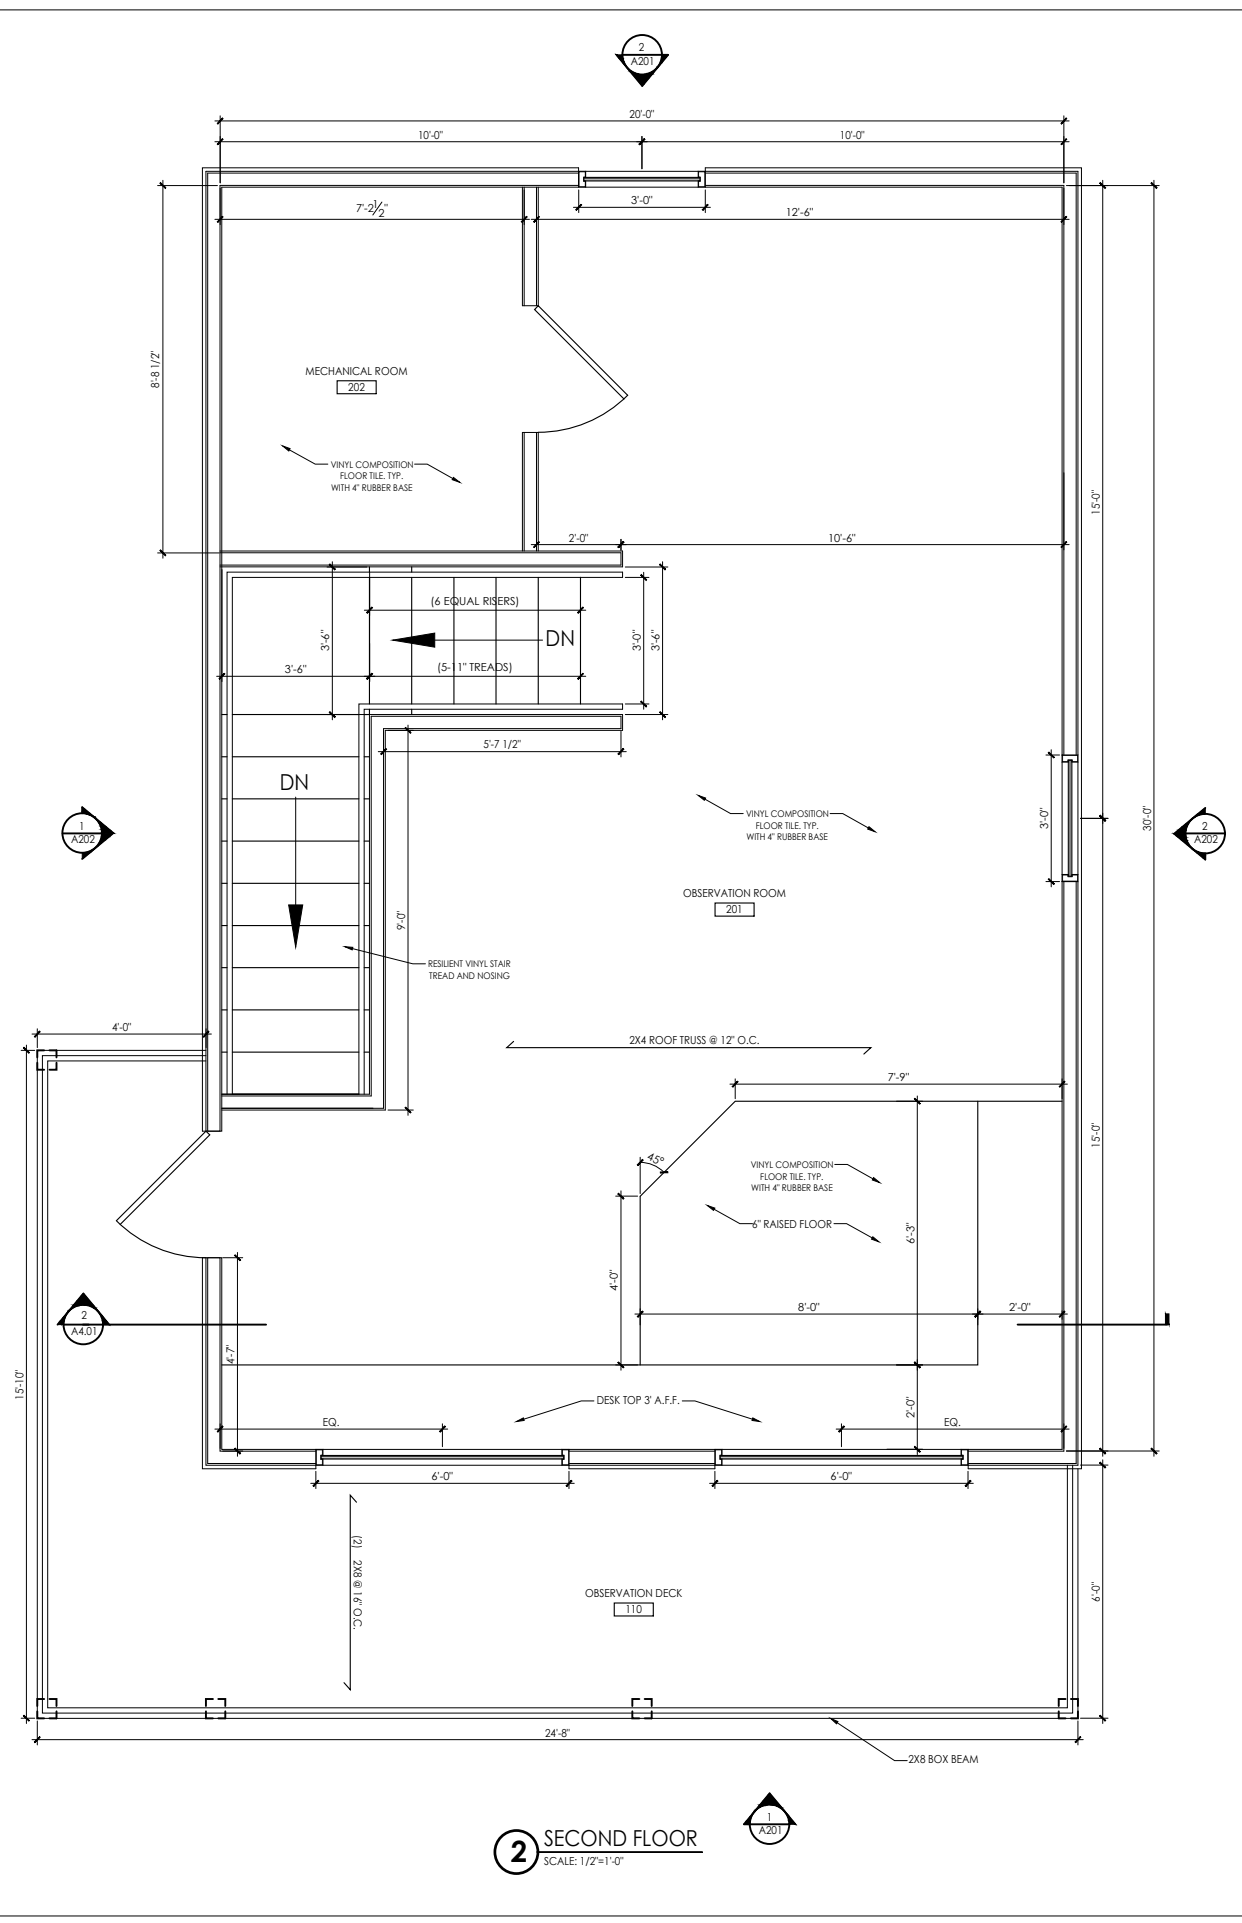 2
A201
20'-0"
10'-0"
10'-0"
3'-0"
7'-2 1/2"
12'-6"
8'-8 1/2"
MECHANICAL ROOM
202
VINYL COMPOSITION
FLOOR TILE. TYP.
WITH 4" RUBBER BASE
15'-0"
2'-0"
10'-6"
(6 EQUAL RISERS)
3'-6"
DN
3'-0"
3'-6"
3'-6"
(5-11" TREADS)
5'-7 1/2"
DN
VINYL COMPOSITION
FLOOR TILE. TYP.
WITH 4" RUBBER BASE
3'-0"
30'-0"
1
A202
2
A202
OBSERVATION ROOM
201
9'-0"
RESILIENT VINYL STAIR
TREAD AND NOSING
4'-0"
2X4 ROOF TRUSS @ 12" O.C.
7'-9"
15'-0"
45°
VINYL COMPOSITION
FLOOR TILE. TYP.
WITH 4" RUBBER BASE
6" RAISED FLOOR
6'-3"
4'-0"
8'-0"
2'-0"
2
A4.01
4'-7"
15'-10"
DESK TOP 3' A.F.F.
2'-0"
EQ.
EQ.
6'-0"
6'-0"
(2) 2X8 @ 16" O.C.
OBSERVATION DECK
110
6'-0"
24'-8"
2X8 BOX BEAM
1
A201
2
SECOND FLOOR
SCALE: 1/2"=1'-0"